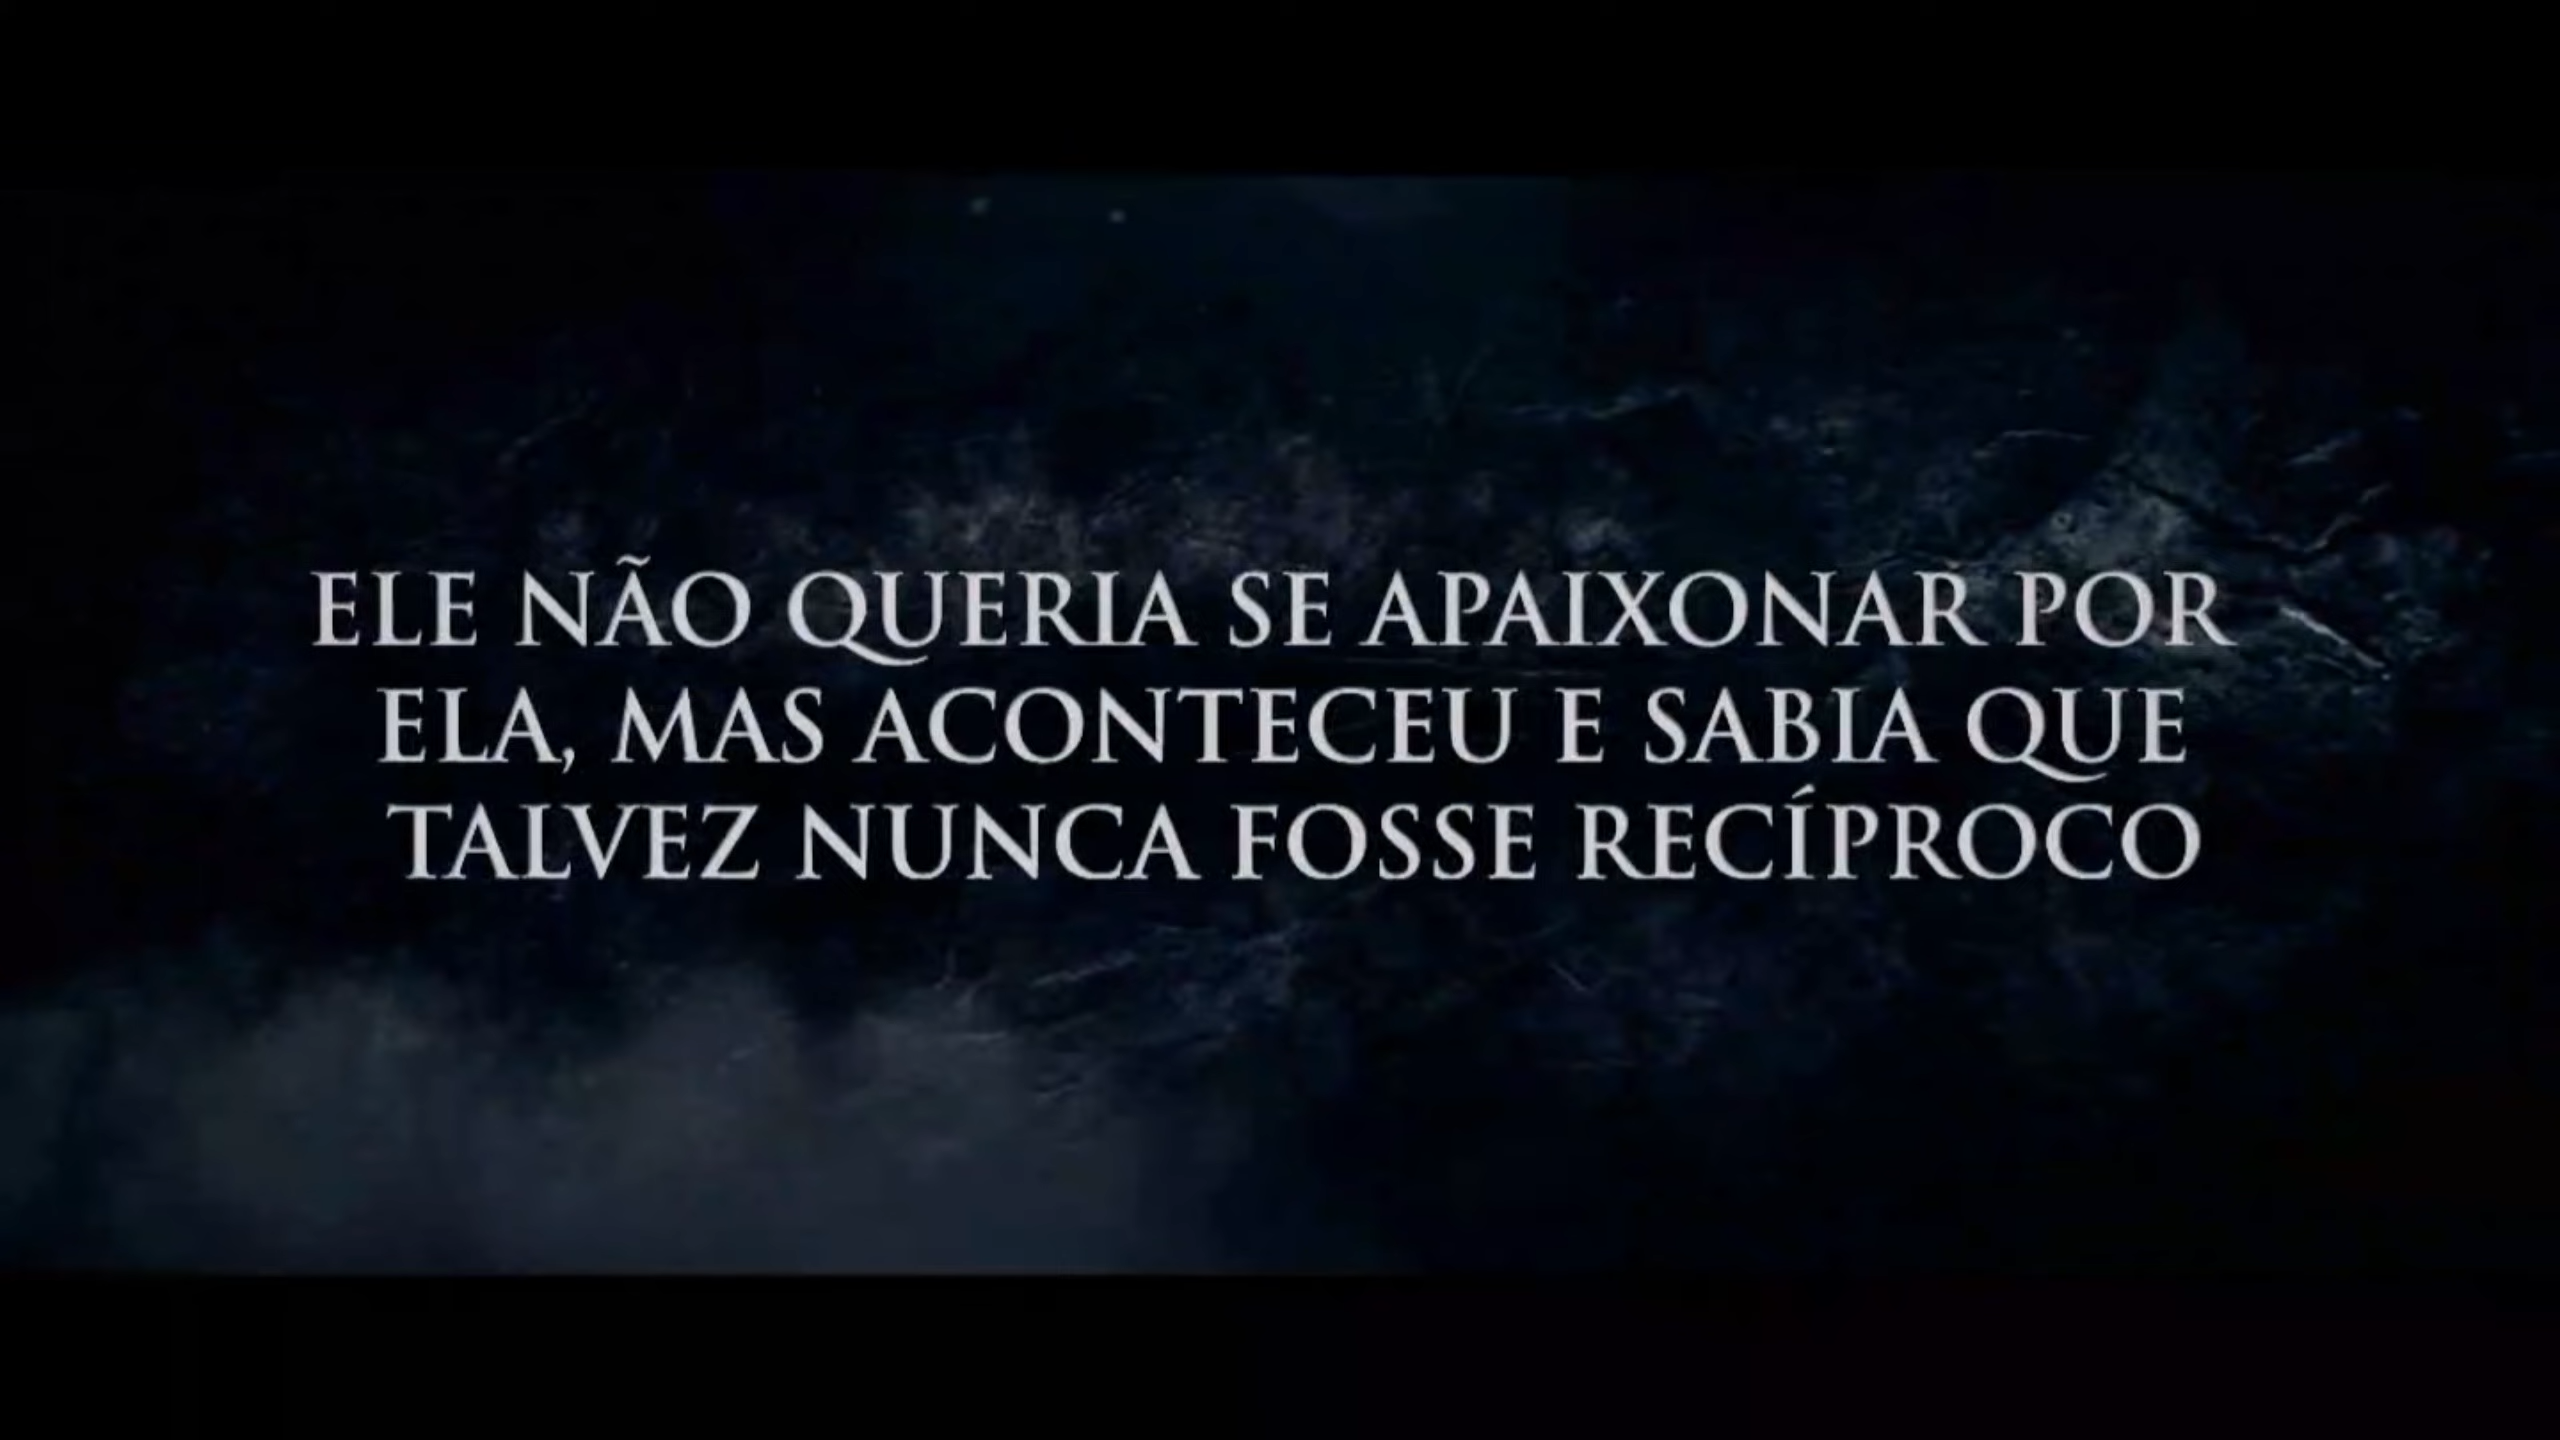 ELE NÃO QUERIA SE APAIXONAR POR
ELA, MAS ACONTECEU E SABIA QUE
TALVEZ NUNCA FOSSE RECÍPROCO